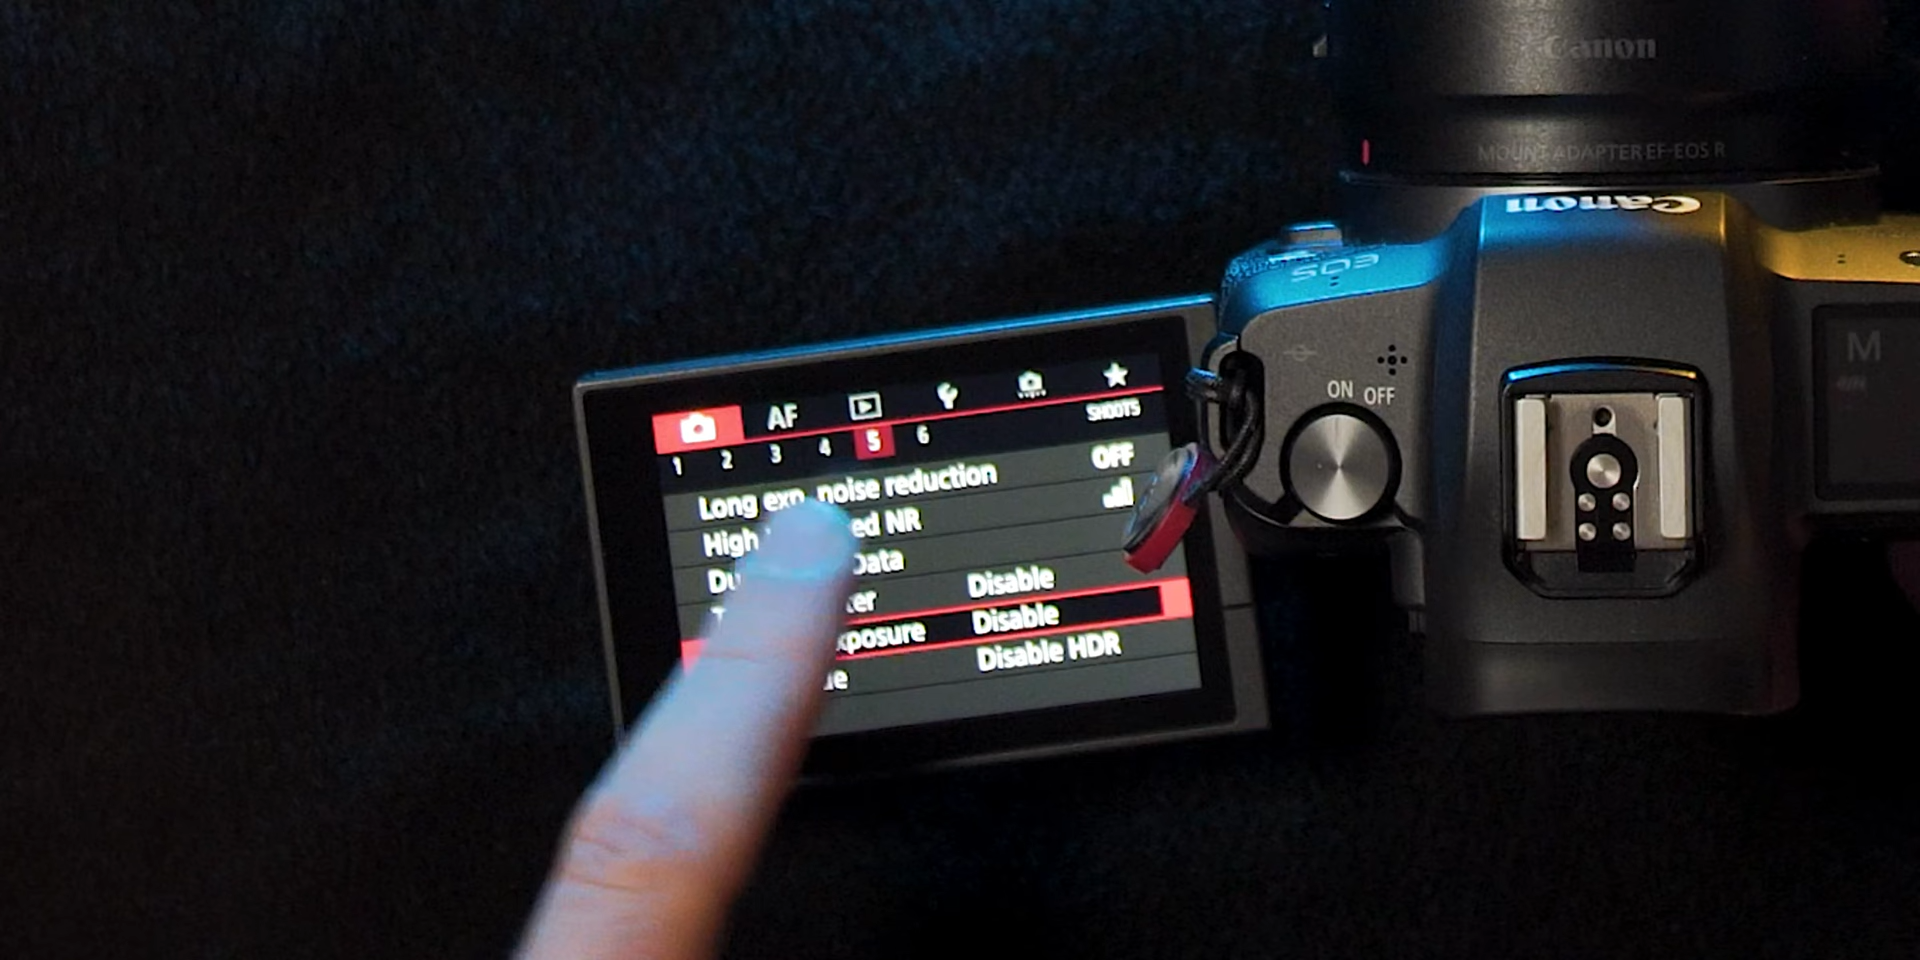 Canon
MOUNT ADAPTER EF-EOS R
Canon
EOS
ON OFF
M
AF
1 2 3 4 5 6
SHOOT5
Long exp. noise reduction OFF
High ed NR
Du Data
ter Disable
xposure Disable
Disable HDR